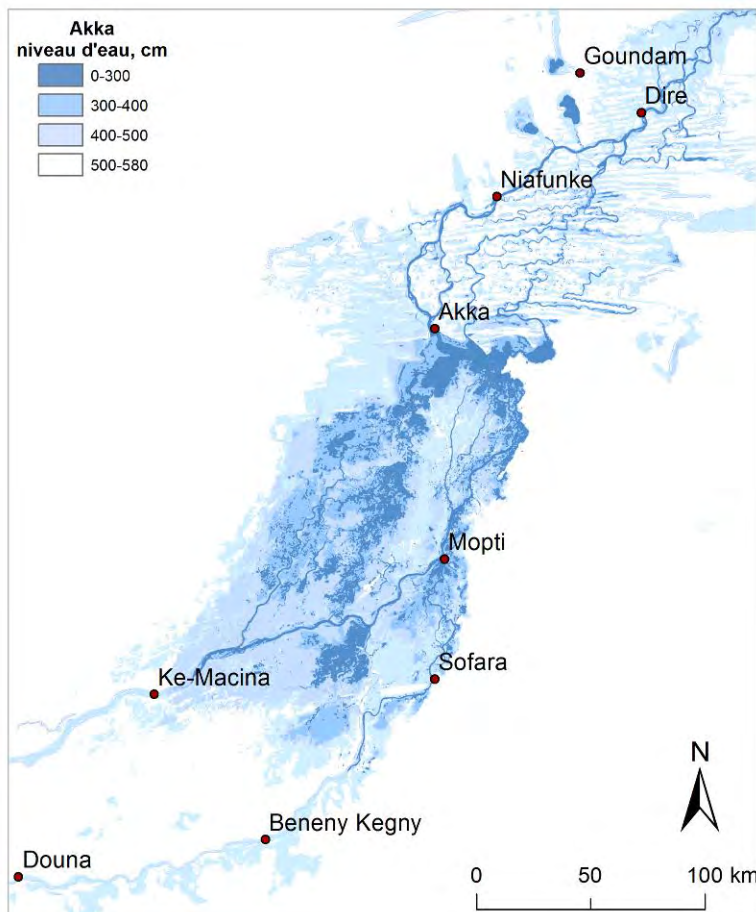 Akka
niveau d'eau, cm
0-300
300-400
400-500
500-580
Goundam
Dire
Niafunke
Akka
Mopti
Sofara
Ke-Macina
Beneny Kegny
Douna
N
0 50 100 km